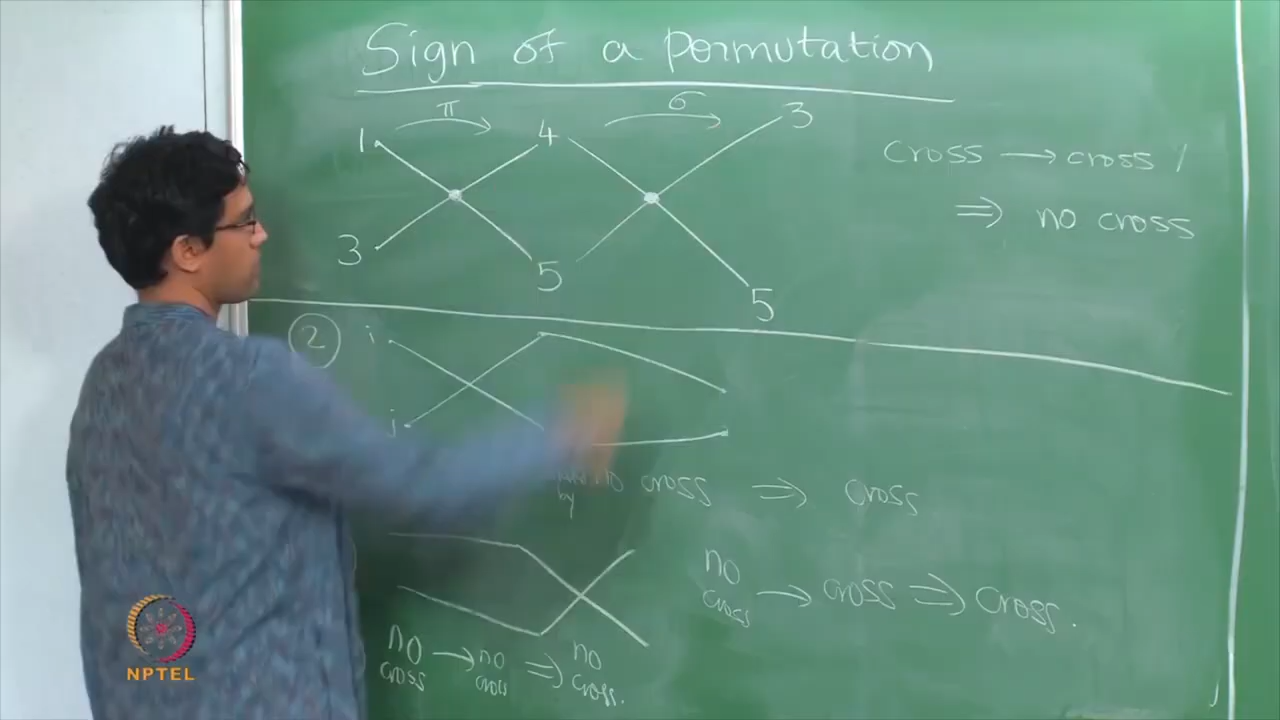 Sign of a permutation
π σ
1 4 3
3 5 5
cross → cross /
⇒ no cross
2 i
j
by no cross ⇒ cross
no cross → cross ⇒ cross.
no cross → no cross ⇒ no cross.
NPTEL